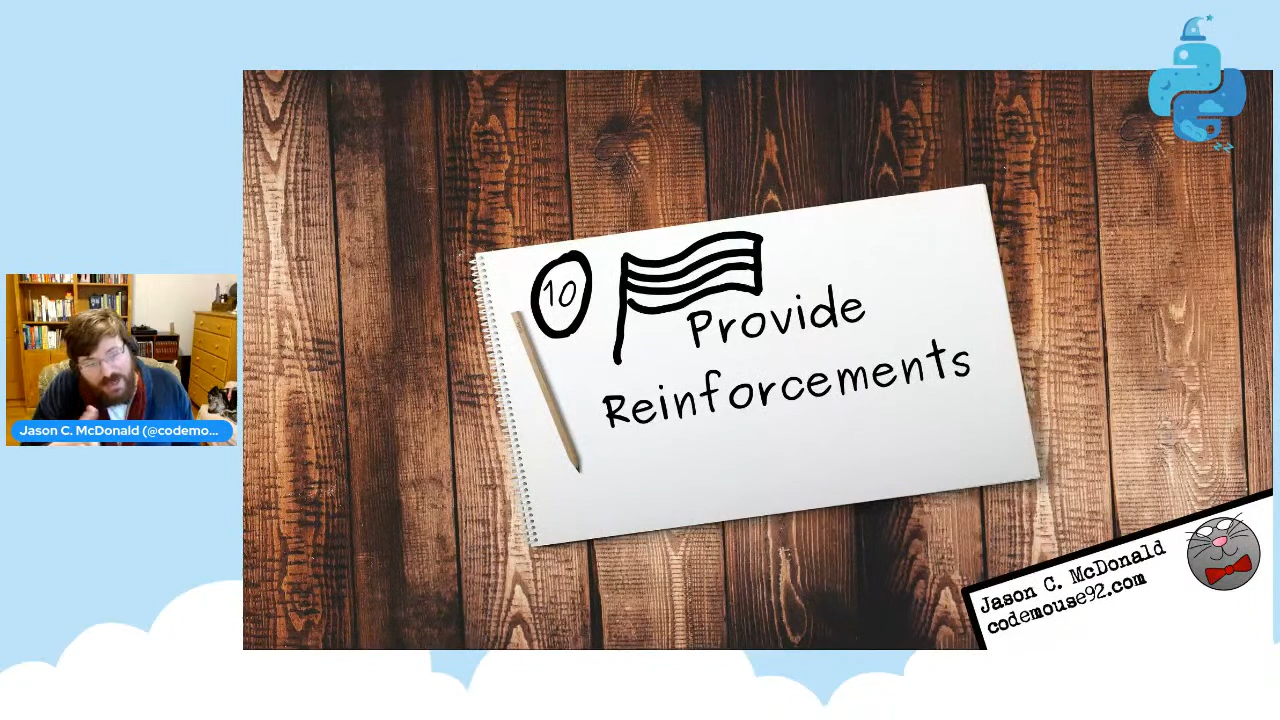 10
Provide
Reinforcements
Jason C. McDonald (@codemo...
Jason C. McDonald
codemouse92.com